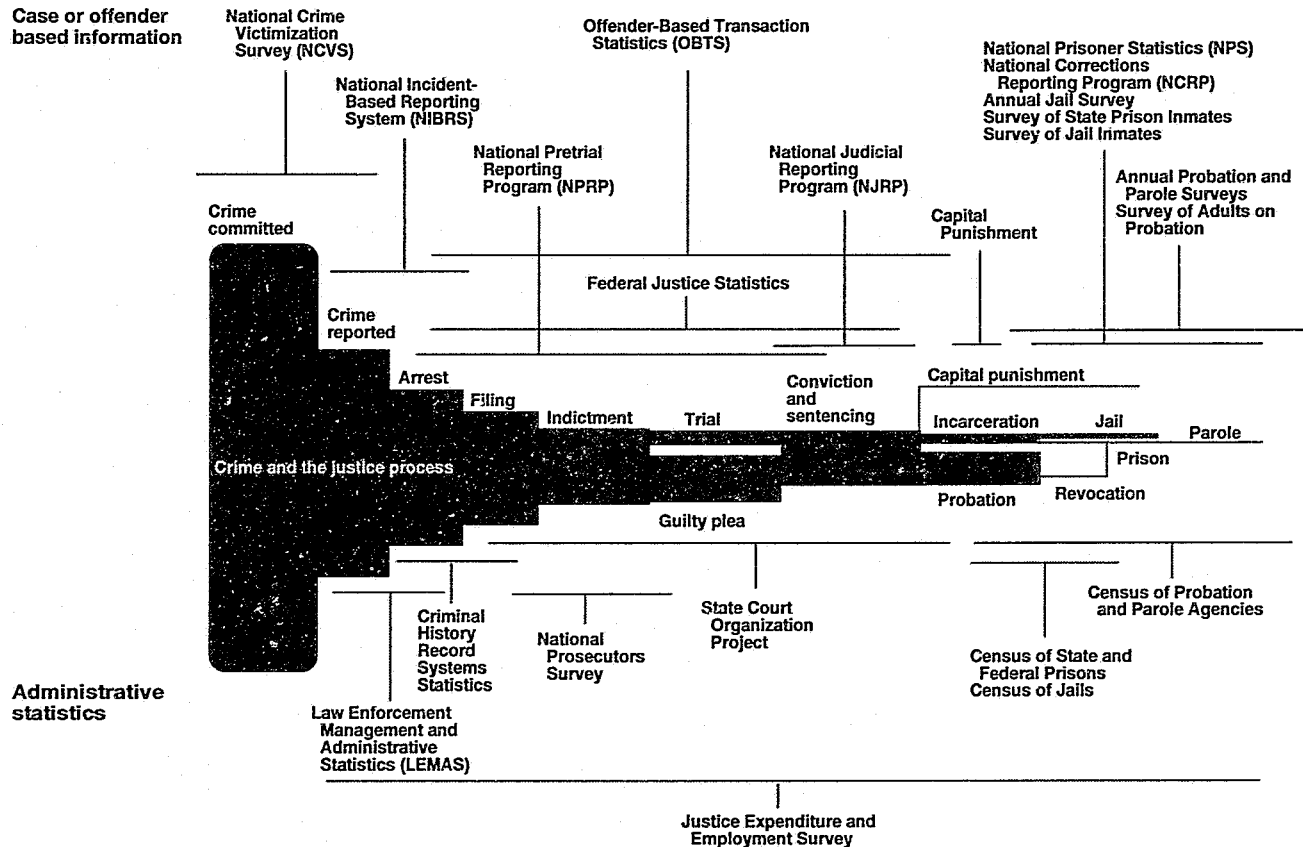 Case or offender
based information
National Crime
Victimization
Survey (NCVS)
Offender-Based Transaction
Statistics (OBTS)
National Incident-
Based Reporting
System (NIBRS)
National Prisoner Statistics (NPS)
National Corrections
Reporting Program (NCRP)
Annual Jail Survey
Survey of State Prison Inmates
Survey of Jail Inmates
National Pretrial
Reporting
Program (NPRP)
National Judicial
Reporting
Program (NJRP)
Annual Probation and
Parole Surveys
Survey of Adults on
Probation
Capital
Punishment
Crime
committed
Federal Justice Statistics
Crime
reported
Arrest
Filing
Indictment
Trial
Conviction
and
sentencing
Capital punishment
Incarceration
Jail
Parole
Prison
Crime and the justice process
Probation
Revocation
Guilty plea
Criminal
History
Record
Systems
Statistics
National
Prosecutors
Survey
State Court
Organization
Project
Census of Probation
and Parole Agencies
Census of State and
Federal Prisons
Census of Jails
Administrative
statistics
Law Enforcement
Management and
Administrative
Statistics (LEMAS)
Justice Expenditure and
Employment Survey